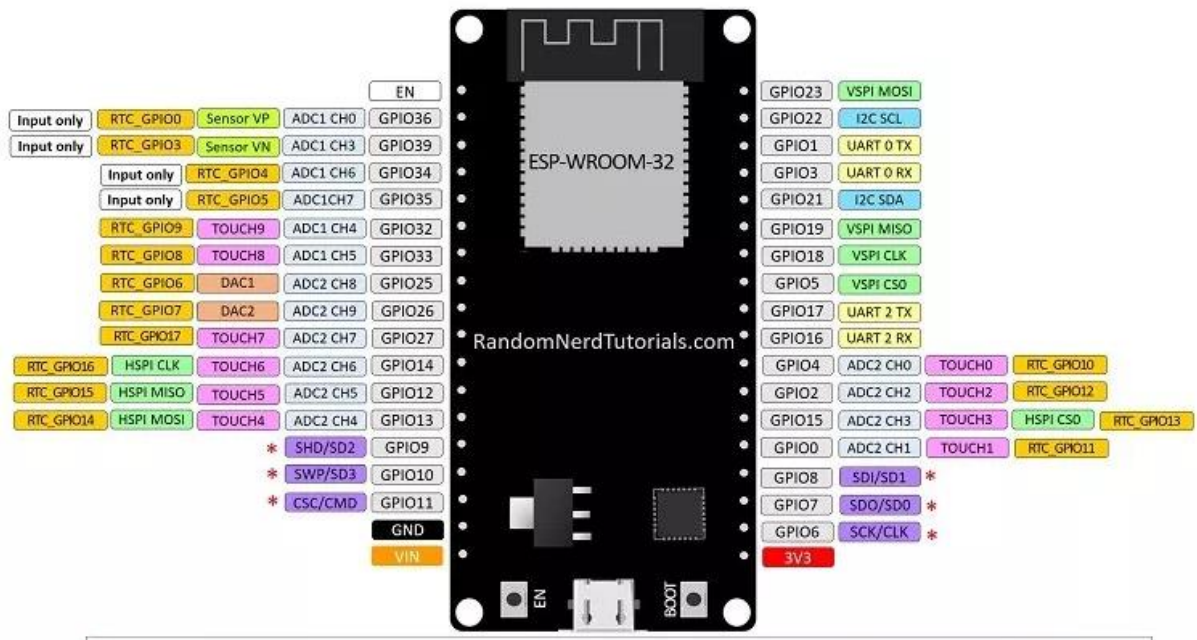 EN GPIO23 VSPI MOSI
Input only RTC_GPIO0 Sensor VP ADC1 CH0 GPIO36 GPIO22 I2C SCL
Input only RTC_GPIO3 Sensor VN ADC1 CH3 GPIO39 GPIO1 UART 0 TX
ESP-WROOM-32
Input only RTC_GPIO4 ADC1 CH6 GPIO34 GPIO3 UART 0 RX
Input only RTC_GPIO5 ADC1CH7 GPIO35 GPIO21 I2C SDA
RTC_GPIO9 TOUCH9 ADC1 CH4 GPIO32 GPIO19 VSPI MISO
RTC_GPIO8 TOUCH8 ADC1 CH5 GPIO33 GPIO18 VSPI CLK
RTC_GPIO6 DAC1 ADC2 CH8 GPIO25 GPIO5 VSPI CS0
RTC_GPIO7 DAC2 ADC2 CH9 GPIO26 GPIO17 UART 2 TX
RTC_GPIO17 TOUCH7 ADC2 CH7 GPIO27 RandomNerdTutorials.com GPIO16 UART 2 RX
RTC_GPIO16 HSPI CLK TOUCH6 ADC2 CH6 GPIO14 GPIO4 ADC2 CH0 TOUCH0 RTC_GPIO10
RTC_GPIO15 HSPI MISO TOUCH5 ADC2 CH5 GPIO12 GPIO2 ADC2 CH2 TOUCH2 RTC_GPIO12
RTC_GPIO14 HSPI MOSI TOUCH4 ADC2 CH4 GPIO13 GPIO15 ADC2 CH3 TOUCH3 HSPI CS0 RTC_GPIO13
* SHD/SD2 GPIO9 GPIO0 ADC2 CH1 TOUCH1 RTC_GPIO11
* SWP/SD3 GPIO10 GPIO8 SDI/SD1 *
* CSC/CMD GPIO11 GPIO7 SDO/SD0 *
GND GPIO6 SCK/CLK *
VIN 3V3
EN BOOT